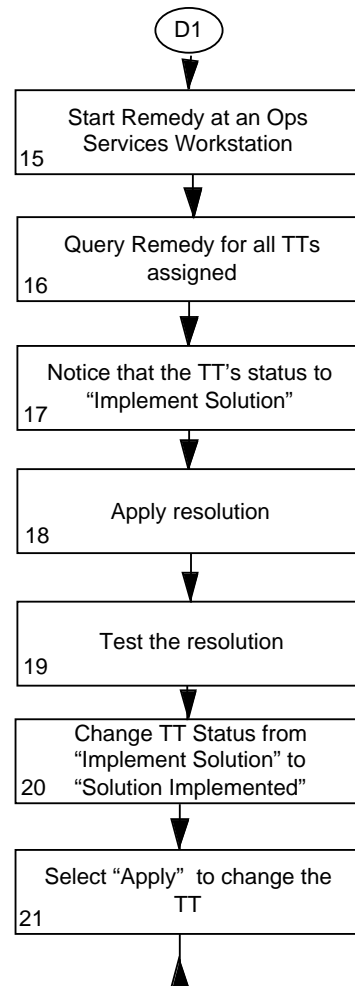 D1
Start Remedy at an Ops
Services Workstation
15
Query Remedy for all TTs
assigned
16
Notice that the TT’s status to
“Implement Solution”
17
Apply resolution
18
Test the resolution
19
Change TT Status from
“Implement Solution” to
“Solution Implemented”
20
Select “Apply” to change the
TT
21